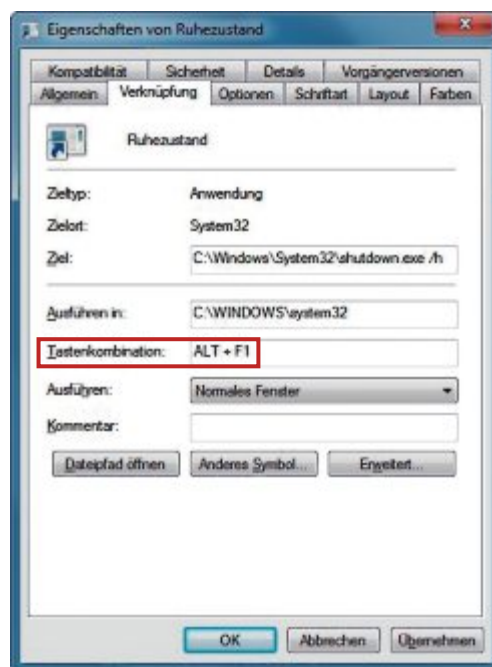 Eigenschaften von Ruhezustand
Kompatibilität Sicherheit Details Vorgängerversionen
Allgemein Verknüpfung Optionen Schriftart Layout Farben
Ruhezustand
Zieltyp: Anwendung
Zielort: System32
Ziel: C:\Windows\System32\shutdown.exe /h
Ausführen in: C:\WINDOWS\system32
Tastenkombination: ALT + F1
Ausführen: Normales Fenster
Kommentar:
Dateipfad öffnen Anderes Symbol... Erweitert...
OK Abbrechen Übernehmen